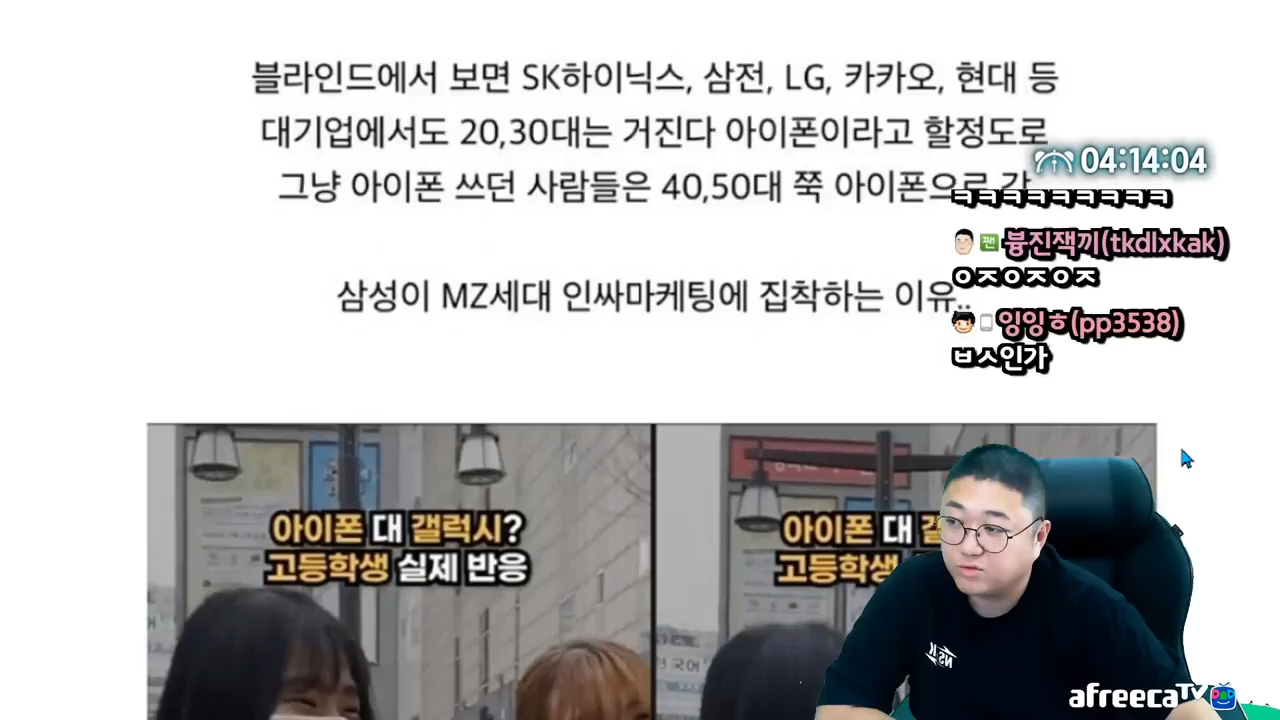 블라인드에서 보면 SK하이닉스, 삼전, LG, 카카오, 현대 등
대기업에서도 20,30대는 거진다 아이폰이라고 할정도로
그냥 아이폰 쓰던 사람들은 40,50대 쭉 아이폰으로 감
삼성이 MZ세대 인싸마케팅에 집착하는 이유..
04:14:04
ㅋㅋㅋㅋㅋㅋㅋㅋㅋ
짼 븅진잭끼(tkdlxkak)
ㅇㅈㅇㅈㅇㅈ
잉잉ㅎ(pp3538)
ㅂㅅ인가
아이폰 대 갤럭시?
고등학생 실제 반응
아이폰 대
고등학생
국어
afreecaTV